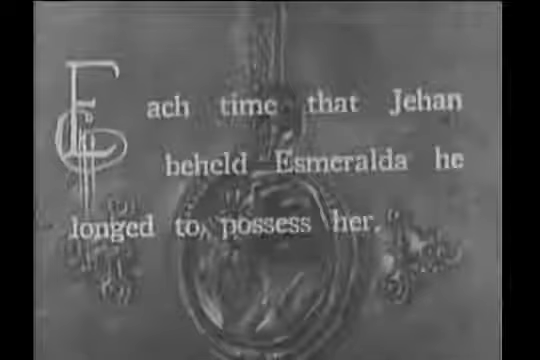 Each time that Jehan
beheld Esmeralda he
longed to possess her.